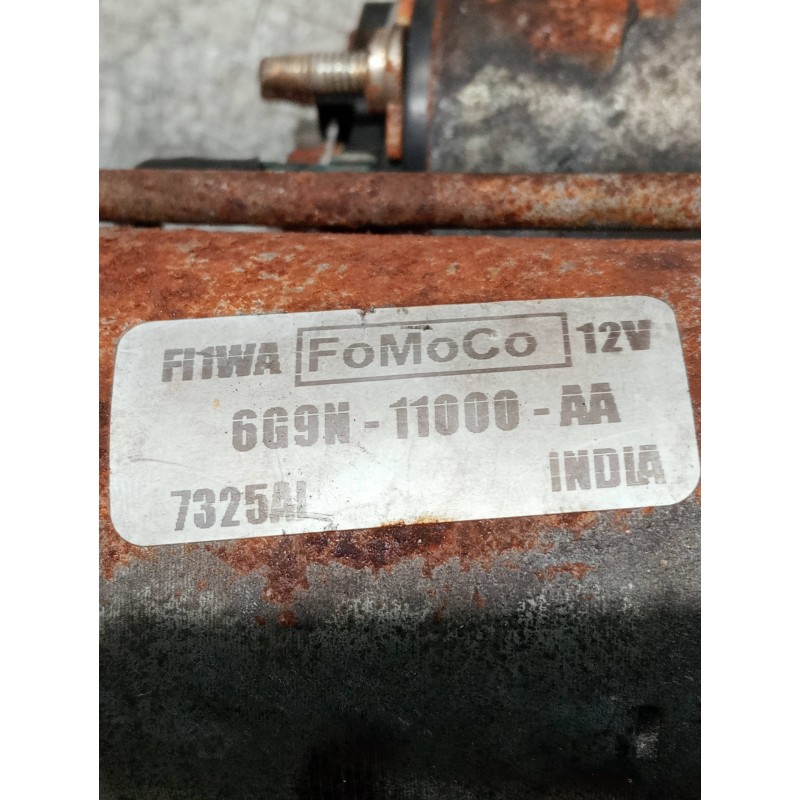 FI1WA FoMoCo 12V
6G9N-11000-AA
7325AL INDIA